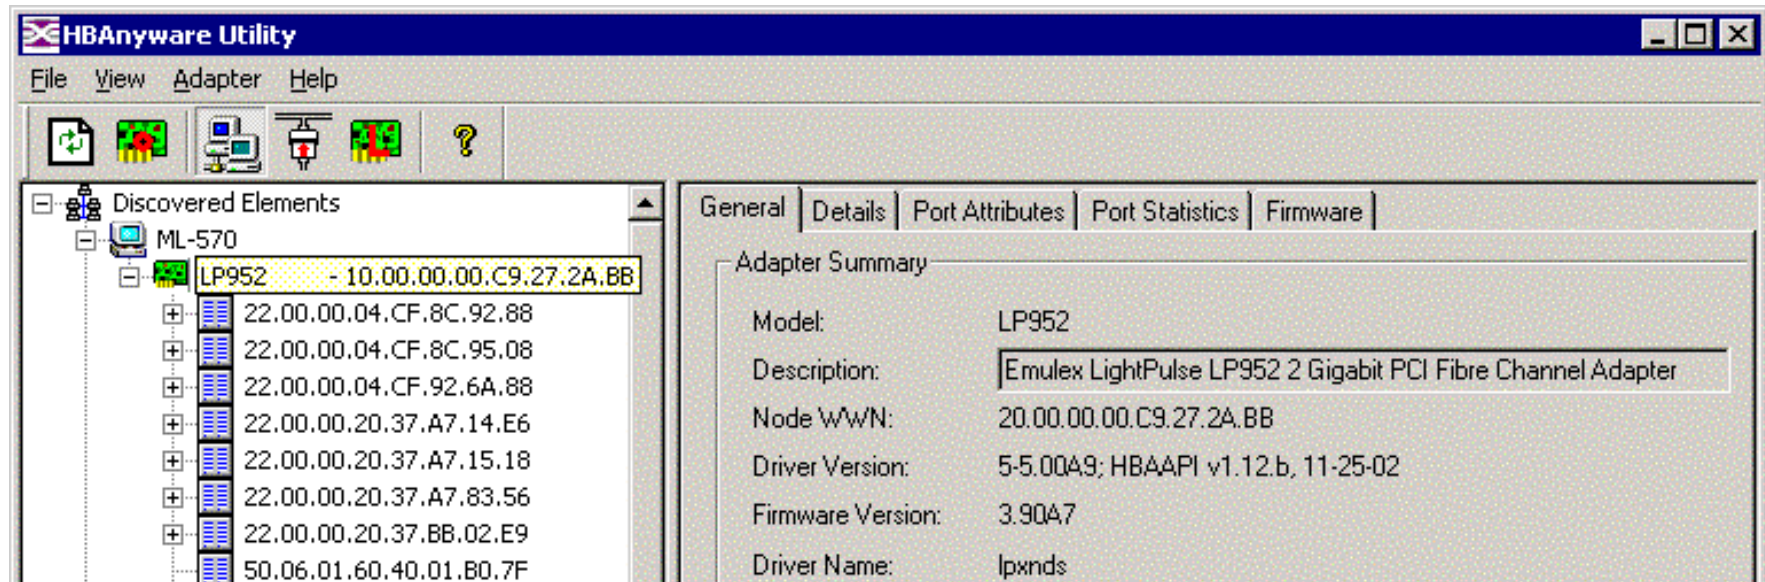 HBAnyware Utility
File View Adapter Help
Discovered Elements
ML-570
LP952 - 10.00.00.00.C9.27.2A.BB
22.00.00.04.CF.8C.92.88
22.00.00.04.CF.8C.95.08
22.00.00.04.CF.92.6A.88
22.00.00.20.37.A7.14.E6
22.00.00.20.37.A7.15.18
22.00.00.20.37.A7.83.56
22.00.00.20.37.BB.02.E9
50.06.01.60.40.01.B0.7F
General Details Port Attributes Port Statistics Firmware
Adapter Summary
Model: LP952
Description: Emulex LightPulse LP952 2 Gigabit PCI Fibre Channel Adapter
Node WWN: 20.00.00.00.C9.27.2A.BB
Driver Version: 5-5.00A9; HBAAPI v1.12.b, 11-25-02
Firmware Version: 3.90A7
Driver Name: lpxnds